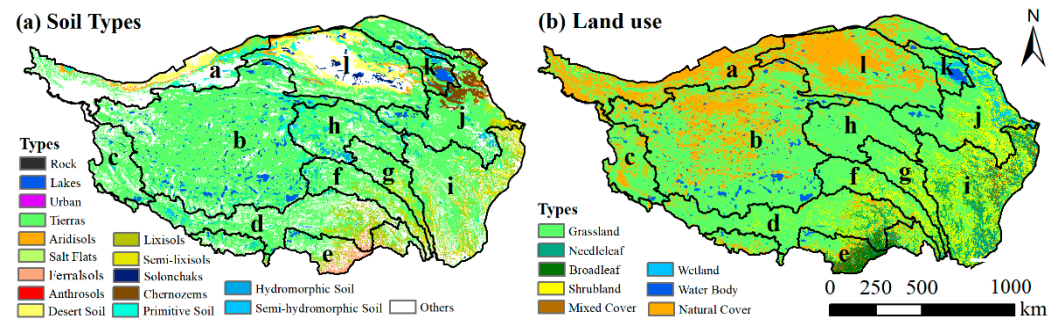 (a) Soil Types
a
b
c
d
e
f
g
h
i
j
k
l
Types
Rock
Lakes
Urban
Tierras
Aridisols
Salt Flats
Ferralsols
Anthrosols
Desert Soil
Lixisols
Semi-lixisols
Solonchaks
Chernozems
Primitive Soil
Hydromorphic Soil
Semi-hydromorphic Soil
Others
(b) Land use
N
a
b
c
d
e
f
g
h
i
j
k
l
Types
Grassland
Needleleaf
Broadleaf
Shrubland
Mixed Cover
Wetland
Water Body
Natural Cover
0 250 500 1000
km